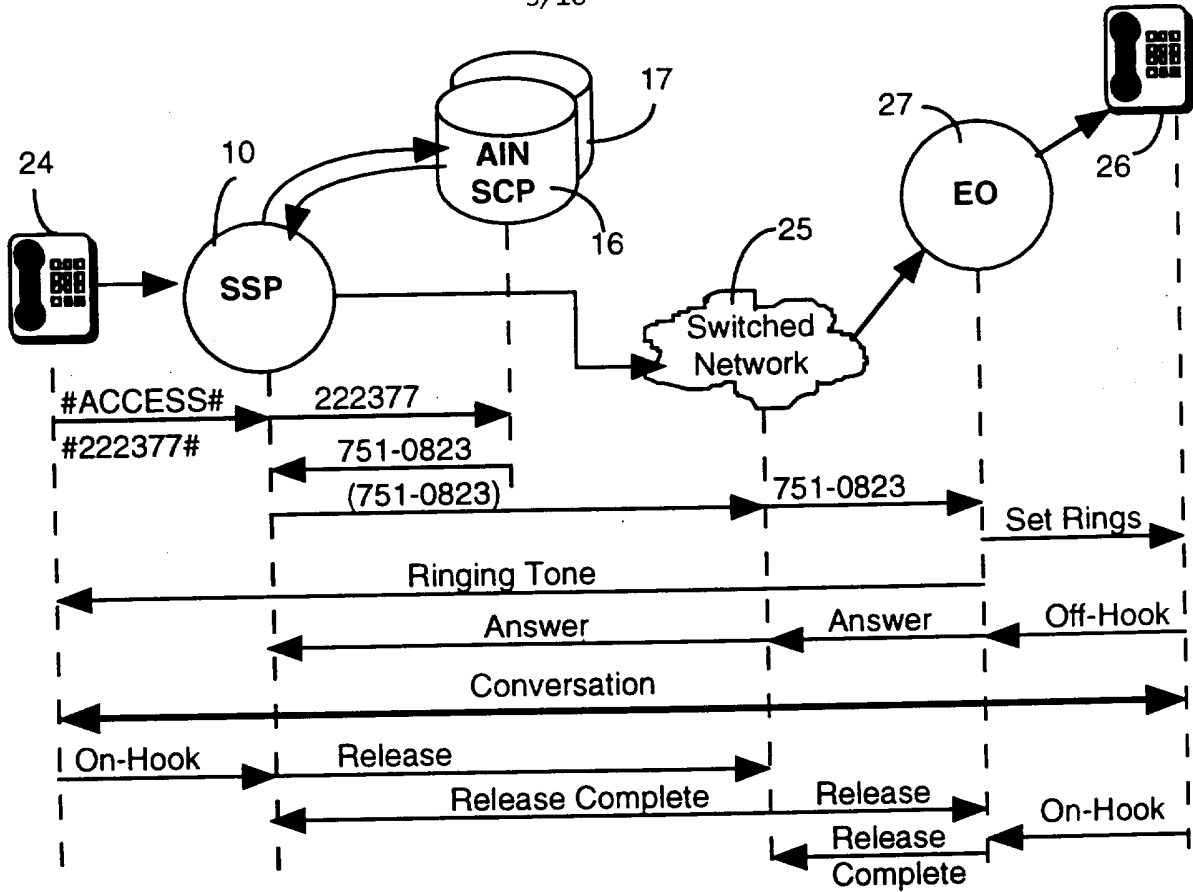 17
27
24
10
AIN
SCP
26
16
25
EO
SSP
Switched
Network
#ACCESS#
222377
#222377#
751-0823
(751-0823)
751-0823
Set Rings
Ringing Tone
Answer
Answer
Off-Hook
Conversation
On-Hook
Release
Release Complete
Release
On-Hook
Release
Complete